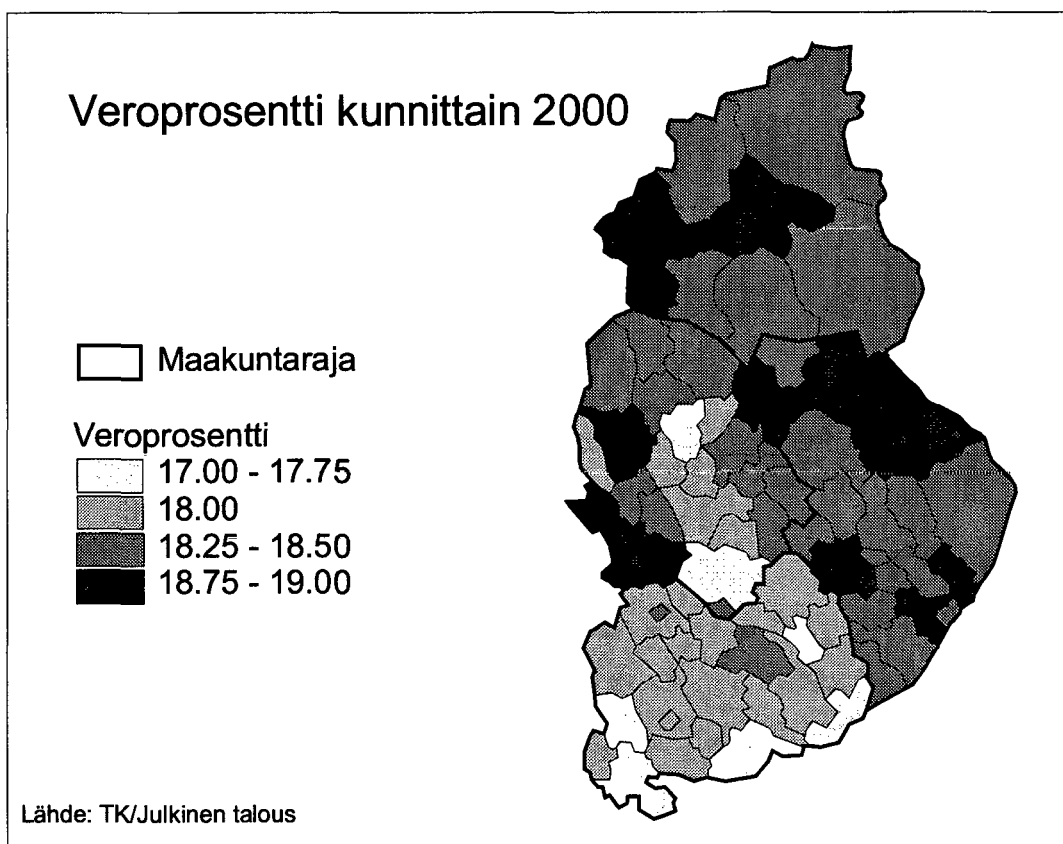 Veroprosentti kunnittain 2000
Maakuntaraja
Veroprosentti
17.00 - 17.75
18.00
18.25 - 18.50
18.75 - 19.00
Lähde: TK/Julkinen talous